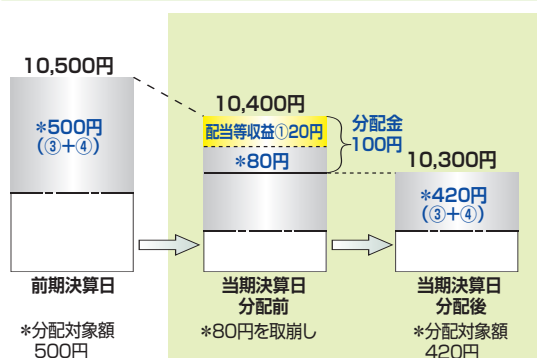 10,500円
*500円
(③+④)
前期決算日
*分配対象額
500円
10,400円
配当等収益①20円
*80円
分配金
100円
当期決算日
分配前
*80円を取崩し
10,300円
*420円
(③+④)
当期決算日
分配後
*分配対象額
420円